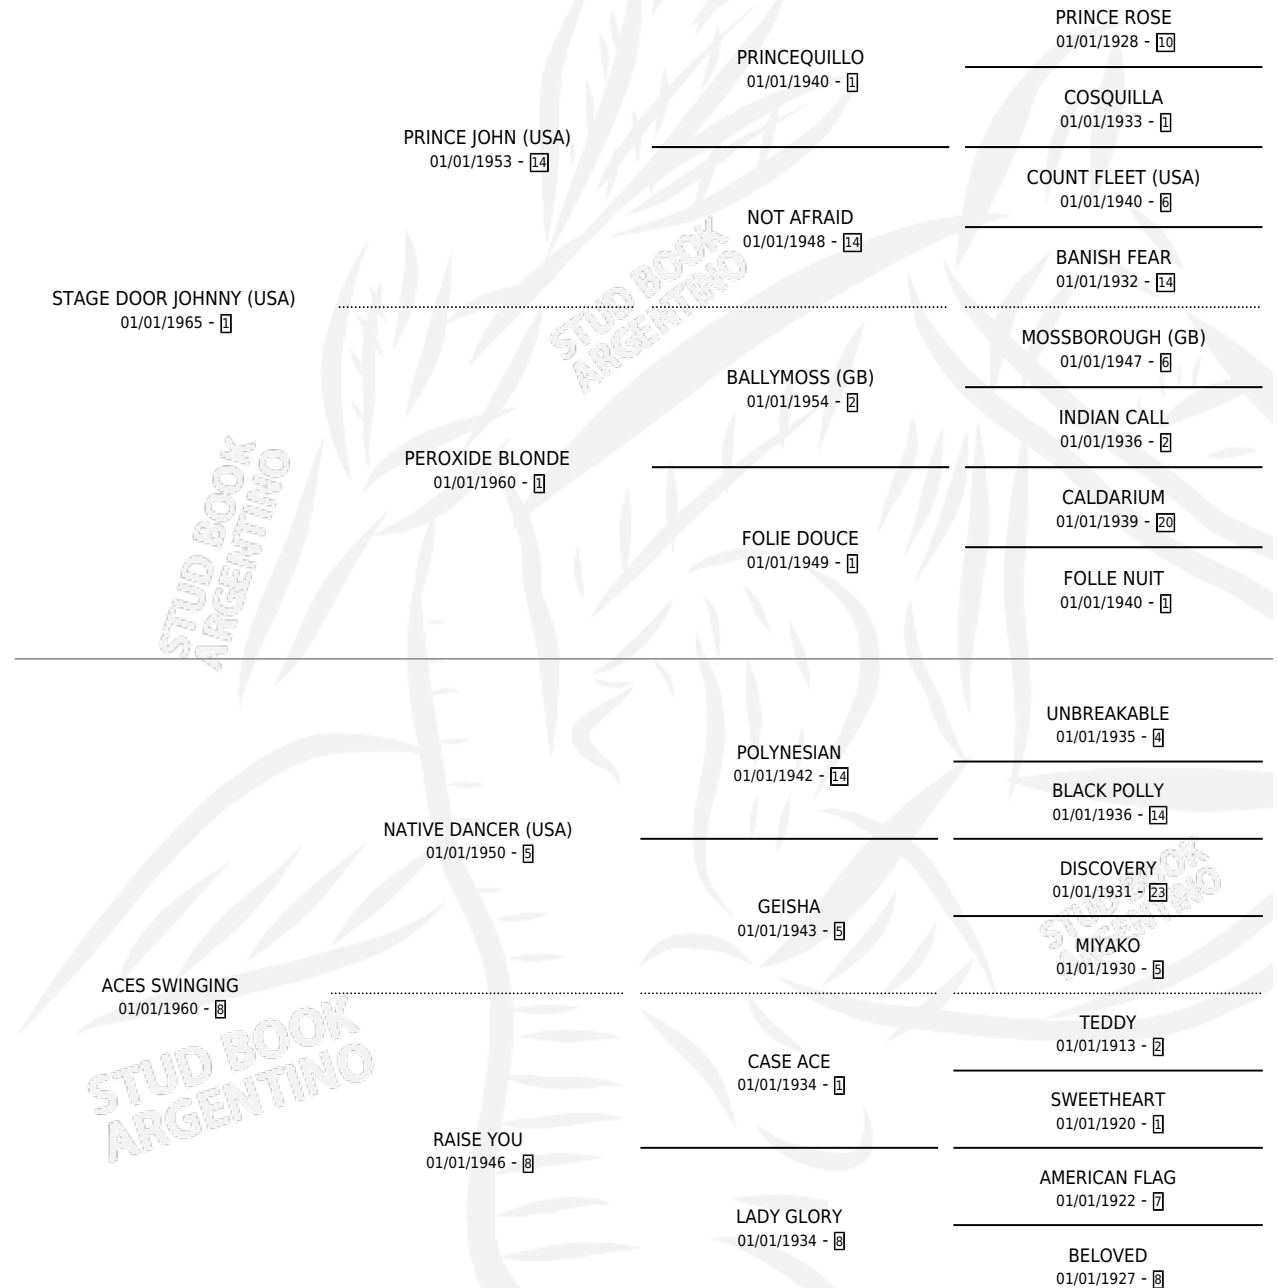 PRINCE ROSE
01/01/1928 - 10
PRINCEQUILLO
01/01/1940 - 1
COSQUILLA
01/01/1933 - 1
PRINCE JOHN (USA)
01/01/1953 - 14
COUNT FLEET (USA)
01/01/1940 - 6
NOT AFRAID
01/01/1948 - 14
BANISH FEAR
01/01/1932 - 14
STAGE DOOR JOHNNY (USA)
01/01/1965 - 1
MOSSBOROUGH (GB)
01/01/1947 - 6
BALLYMOSS (GB)
01/01/1954 - 2
INDIAN CALL
01/01/1936 - 2
PEROXIDE BLONDE
01/01/1960 - 1
CALDARIUM
01/01/1939 - 20
FOLIE DOUCE
01/01/1949 - 1
FOLLE NUIT
01/01/1940 - 1
STUD BOOK
ARGENTINO
STUD BOOK
ARGENTINO
UNBREAKABLE
01/01/1935 - 4
POLYNESIAN
01/01/1942 - 14
BLACK POLLY
01/01/1936 - 14
NATIVE DANCER (USA)
01/01/1950 - 5
DISCOVERY
01/01/1931 - 23
GEISHA
01/01/1943 - 5
MIYAKO
01/01/1930 - 5
ACES SWINGING
01/01/1960 - 8
TEDDY
01/01/1913 - 2
CASE ACE
01/01/1934 - 1
SWEETHEART
01/01/1920 - 1
RAISE YOU
01/01/1946 - 8
AMERICAN FLAG
01/01/1922 - 7
LADY GLORY
01/01/1934 - 8
BELOVED
01/01/1927 - 8
STUD BOOK
ARGENTINO
STUD BOOK
ARGENTINO